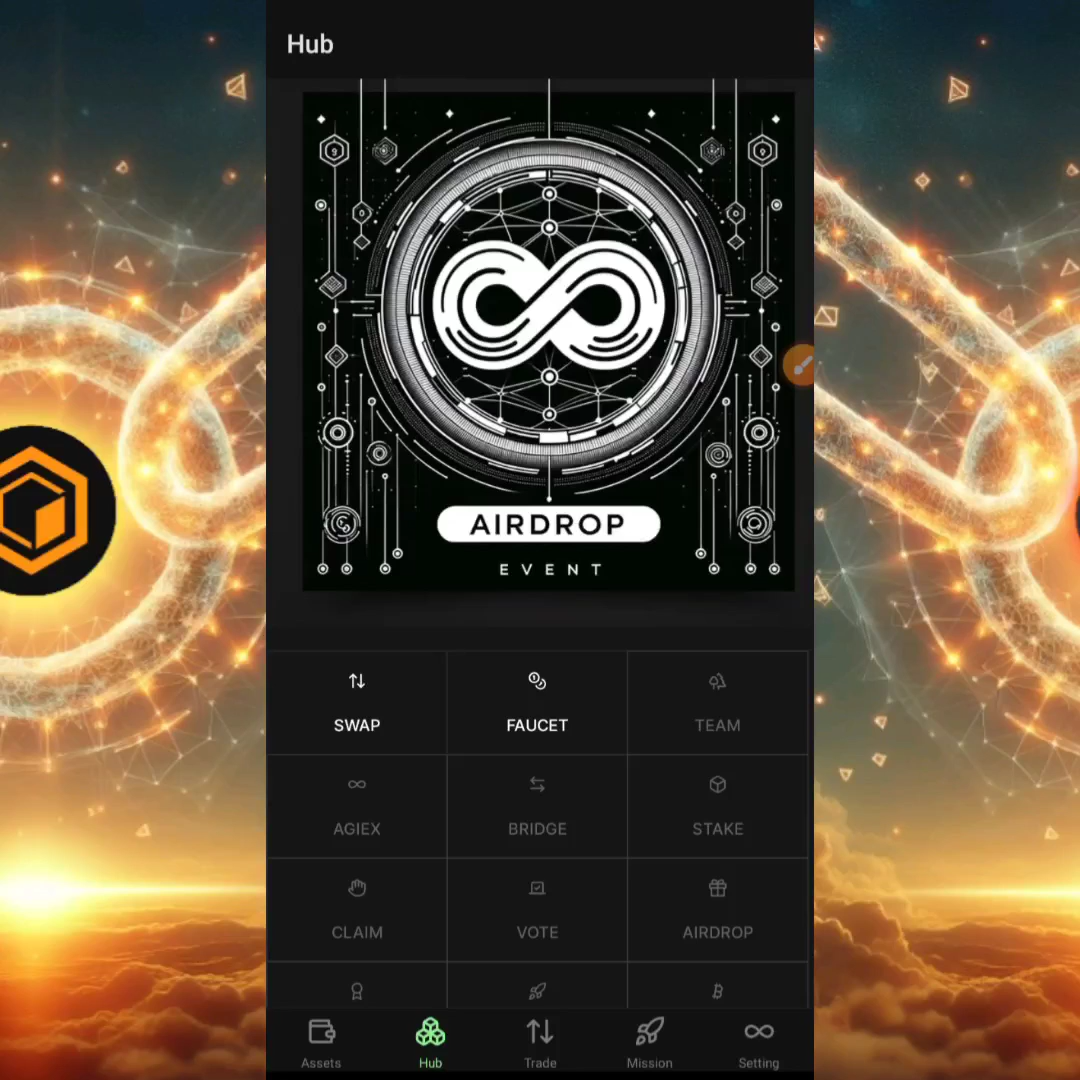 Hub
AIRDROP
EVENT
SWAP
FAUCET
TEAM
AGIEX
BRIDGE
STAKE
CLAIM
VOTE
AIRDROP
Assets
Hub
Trade
Mission
Setting